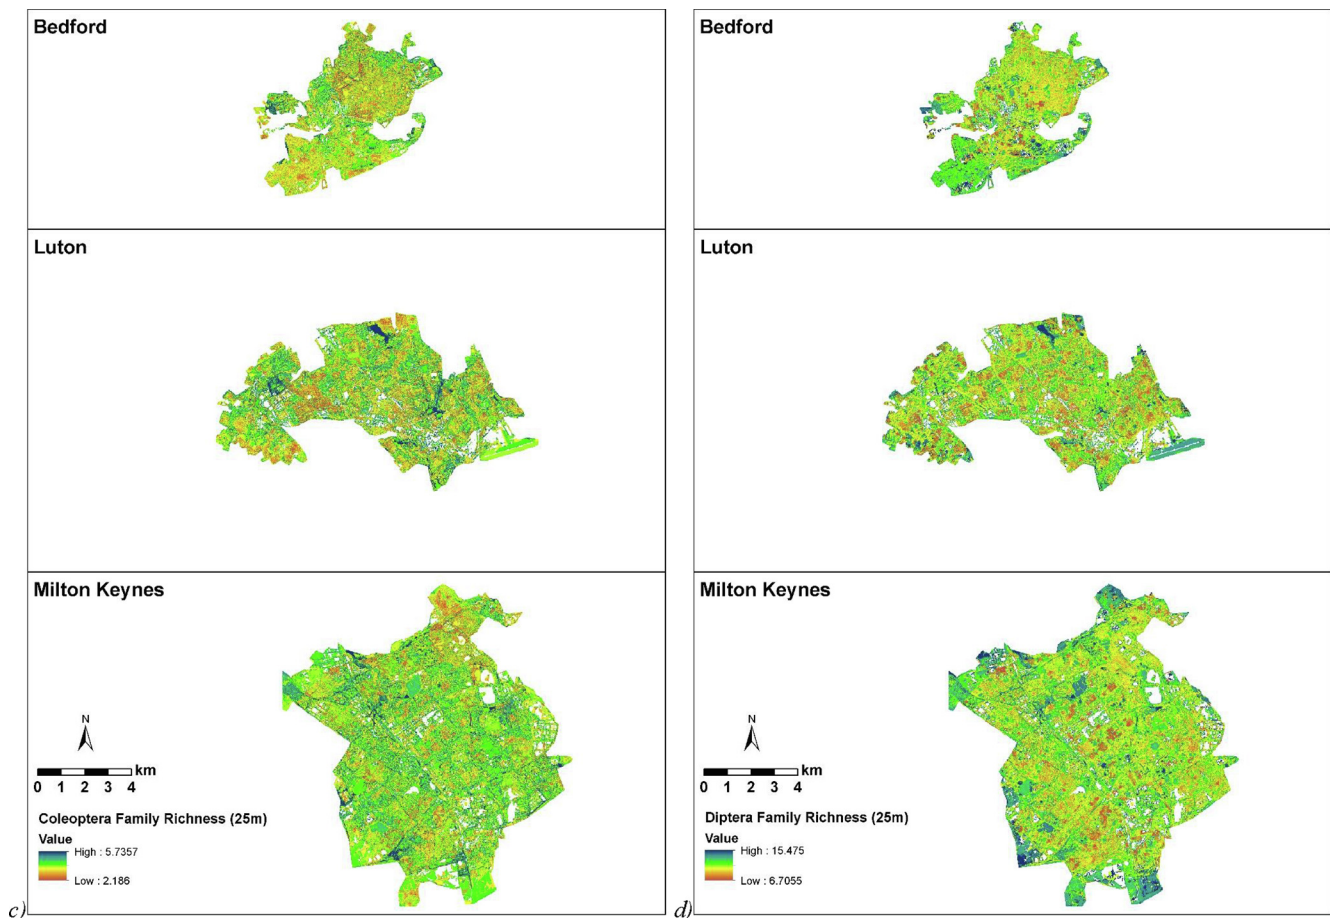 Bedford
Luton
Milton Keynes
N
km
0 1 2 3 4
Coleoptera Family Richness (25m)
Value
High : 5.7357
Low : 2.186
c)
Bedford
Luton
Milton Keynes
N
km
0 1 2 3 4
Diptera Family Richness (25m)
Value
High : 15.475
Low : 6.7055
d)